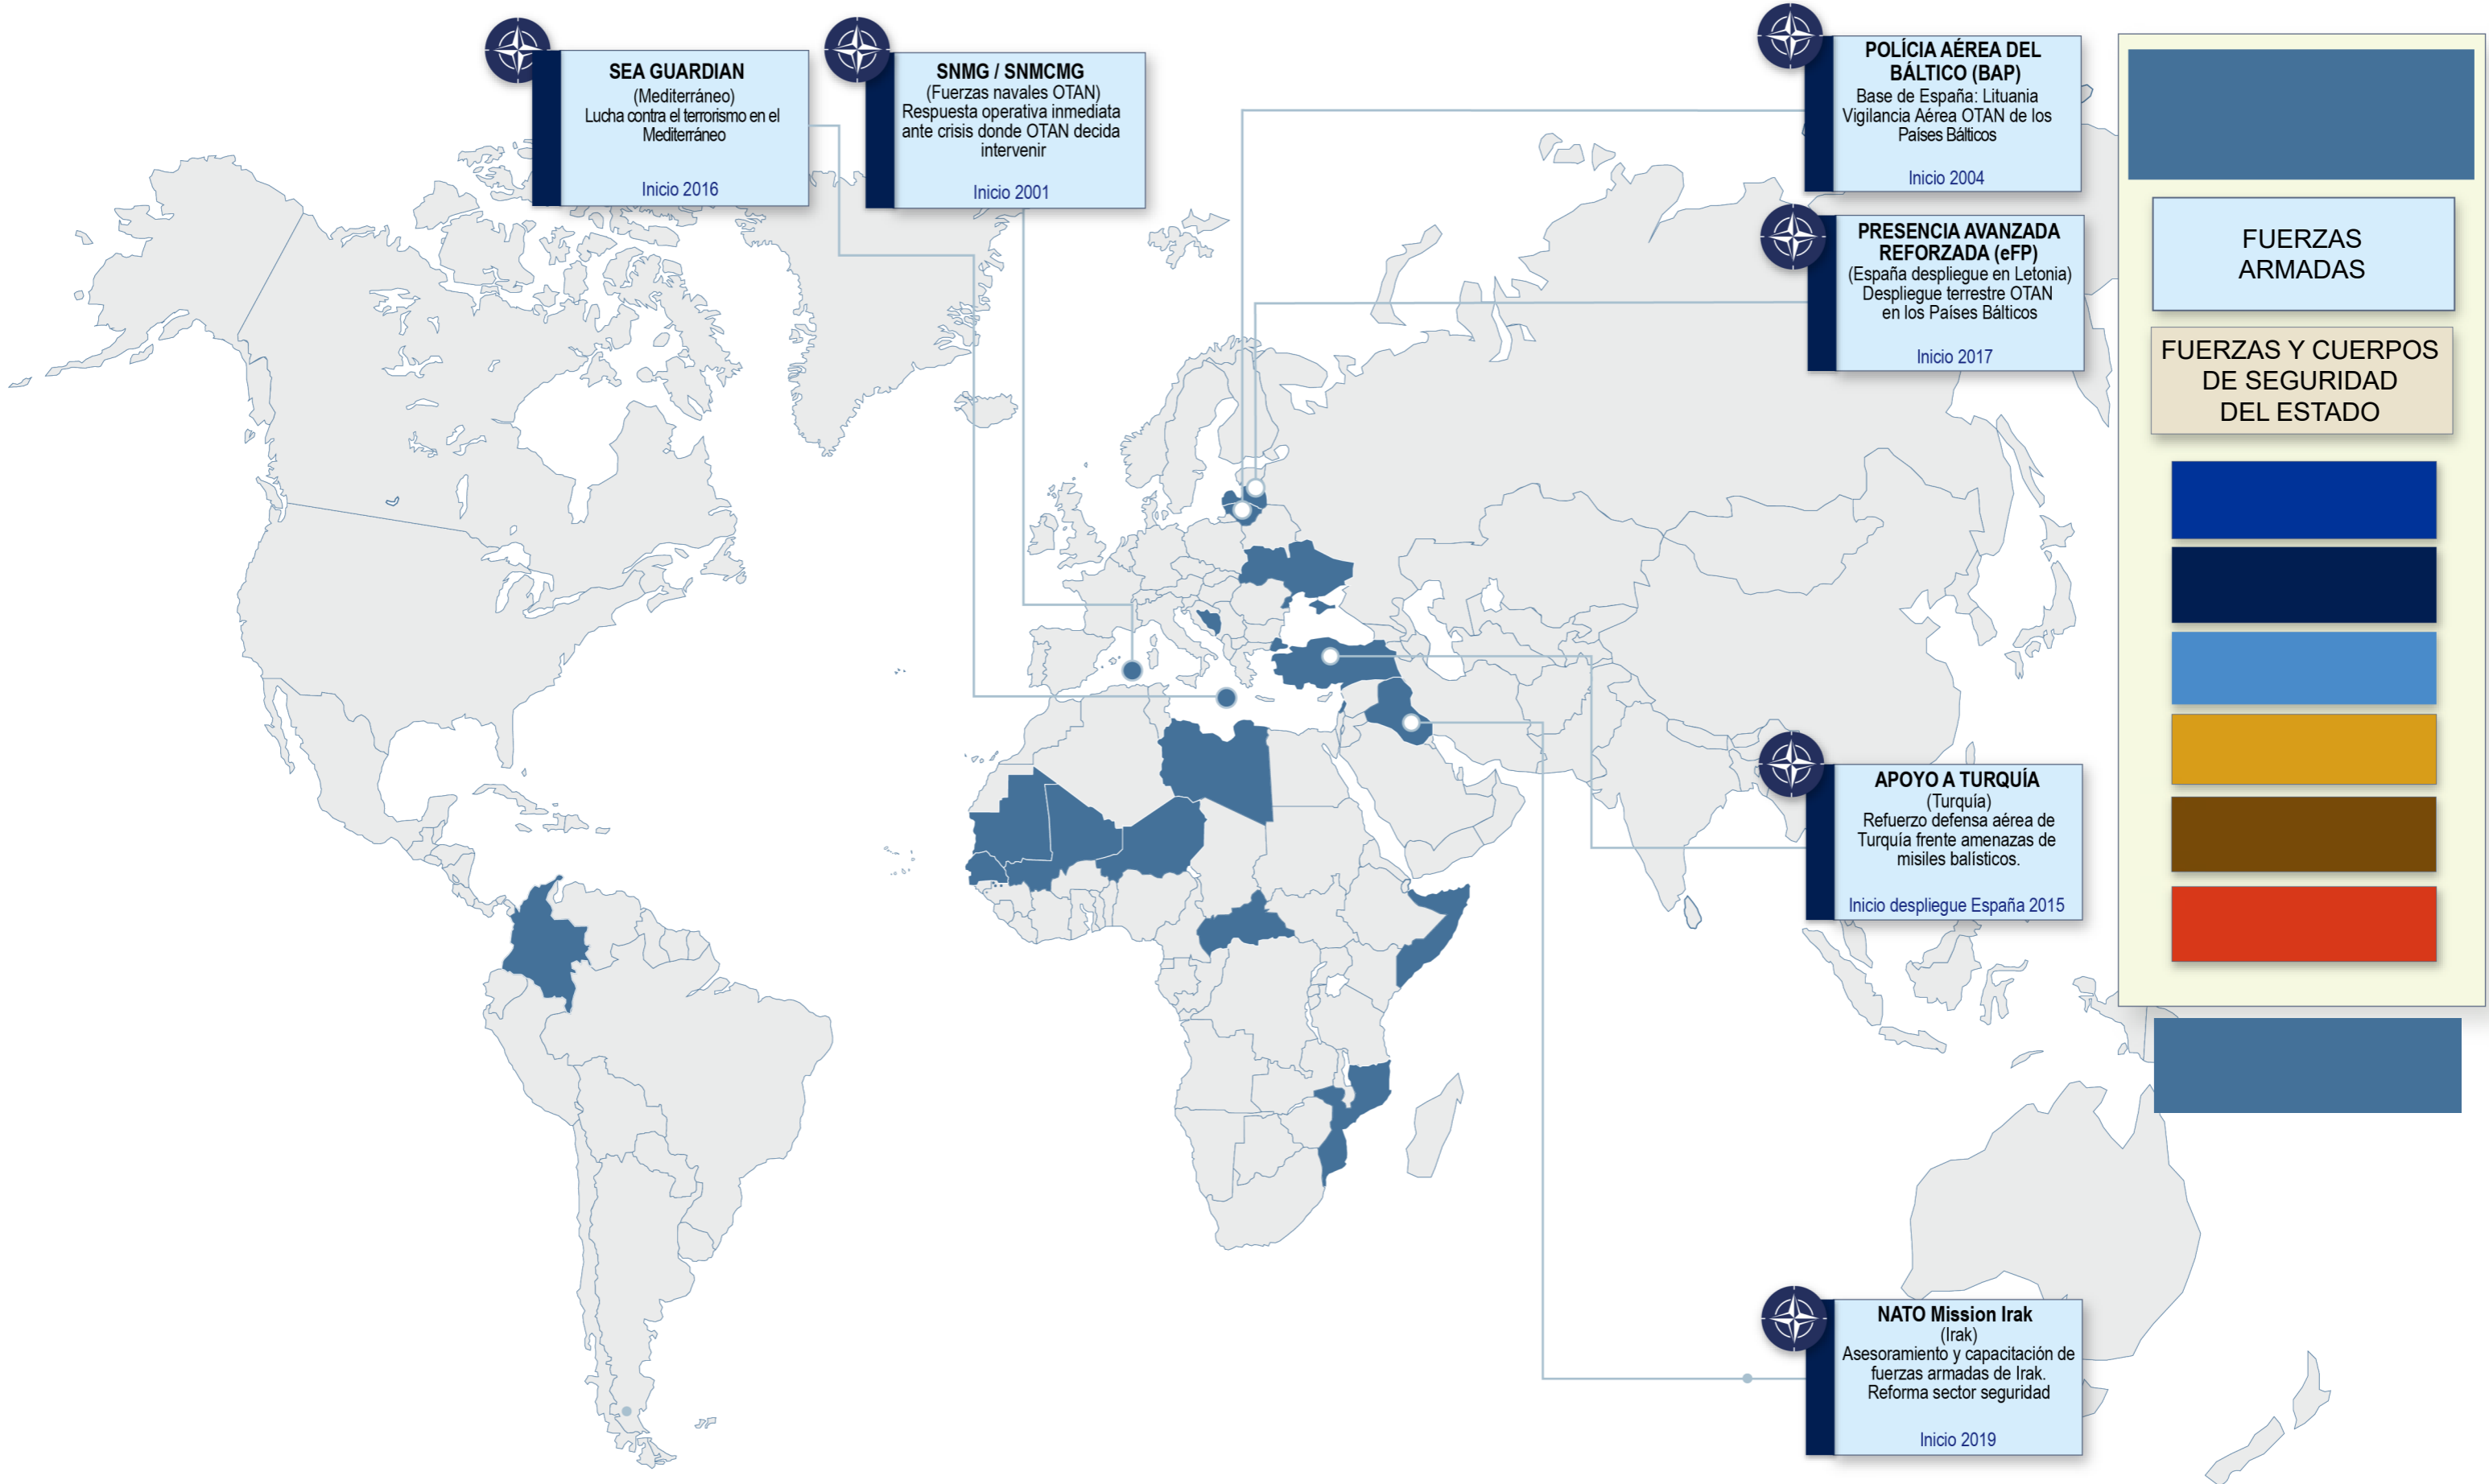 SEA GUARDIAN
(Mediterráneo)
Lucha contra el terrorismo en el
Mediterráneo
Inicio 2016
SNMG / SNMCMG
(Fuerzas navales OTAN)
Respuesta operativa inmediata
ante crisis donde OTAN decida
intervenir
Inicio 2001
POLÍCIA AÉREA DEL
BÁLTICO (BAP)
Base de España: Lituania
Vigilancia Aérea OTAN de los
Países Bálticos
Inicio 2004
PRESENCIA AVANZADA
REFORZADA (eFP)
(España despliegue en Letonia)
Despliegue terrestre OTAN
en los Países Bálticos
Inicio 2017
APOYO A TURQUÍA
(Turquía)
Refuerzo defensa aérea de
Turquía frente amenazas de
misiles balísticos.
Inicio despliegue España 2015
NATO Mission Irak
(Irak)
Asesoramiento y capacitación de
fuerzas armadas de Irak.
Reforma sector seguridad
Inicio 2019
FUERZAS
ARMADAS
FUERZAS Y CUERPOS
DE SEGURIDAD
DEL ESTADO